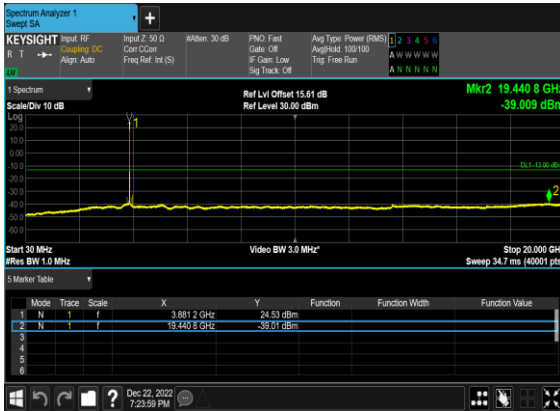 Spectrum Analyzer 1
Swept SA
+
KEYSIGHT Input: RF Input Z: 50 Ω #Atten: 30 dB PNO: Fast Avg Type: Power (RMS) 1 2 3 4 5 6
R T Coupling: DC Corr CCorr Gate: Off Avg|Hold: 100/100 A W W W W W
Align: Auto Freq Ref: Int (S) IF Gain: Low Trig: Free Run
Sig Track: Off A N N N N N
1 Spectrum
Ref Lvl Offset 15.61 dB Mkr2 19.440 8 GHz
Scale/Div 10 dB Ref Level 30.00 dBm -39.009 dBm
Log
20.0
10.0
0.00
-10.0
DL1 -13.00 dBm
-20.0
-30.0
-40.0
-50.0
-60.0
1
2
Start 30 MHz Video BW 3.0 MHz* Stop 20.000 GHz
#Res BW 1.0 MHz Sweep 34.7 ms (40001 pts)
5 Marker Table
Mode Trace Scale X Y Function Function Width Function Value
1 N 1 f 3.881 2 GHz 24.53 dBm
2 N 1 f 19.440 8 GHz -39.01 dBm
3
4
5
6
? Dec 22, 2022
7:23:59 PM